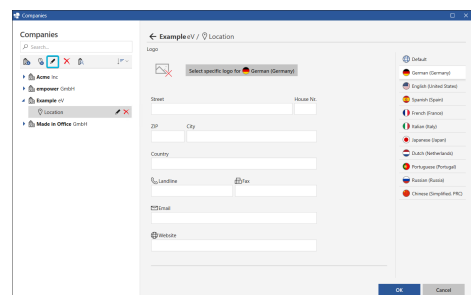 Companies
Companies
Search...
Acme Inc
empower GmbH
Example eV
Location
Made in Office GmbH
Example eV / Location
Logo
Select specific logo for German (Germany)
Street
House Nr.
ZIP
City
Country
Landline
Fax
Email
Website
Default
German (Germany)
English (United States)
Spanish (Spain)
French (France)
Italian (Italy)
Japanese (Japan)
Dutch (Netherlands)
Portuguese (Portugal)
Russian (Russia)
Chinese (Simplified, PRC)
OK
Cancel